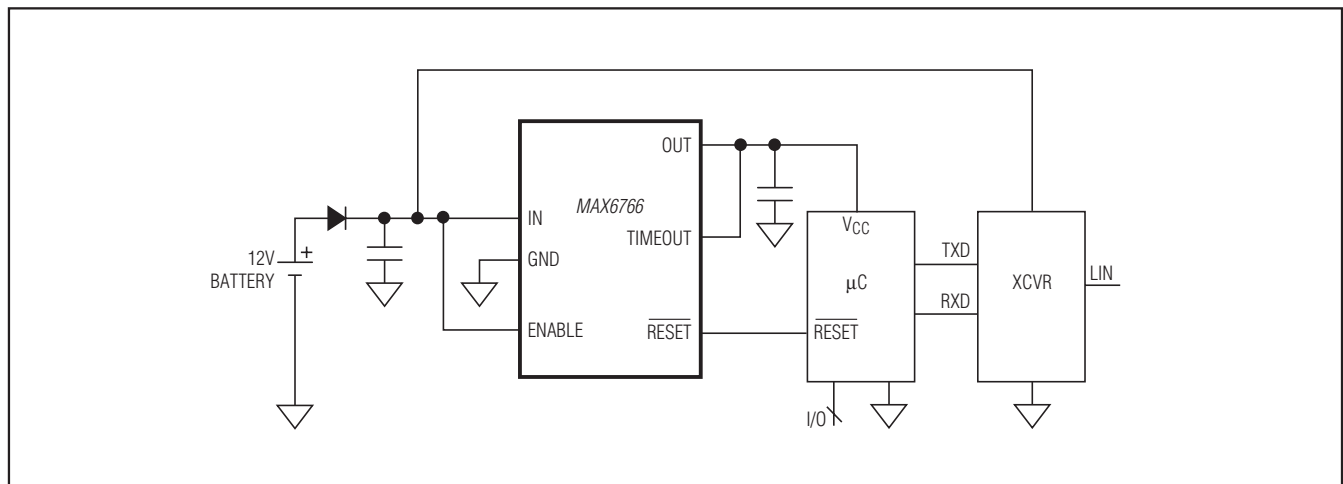 12V
BATTERY
+
IN
GND
ENABLE
MAX6766
OUT
TIMEOUT
RESET
VCC
μC
RESET
I/O
TXD
RXD
XCVR
LIN